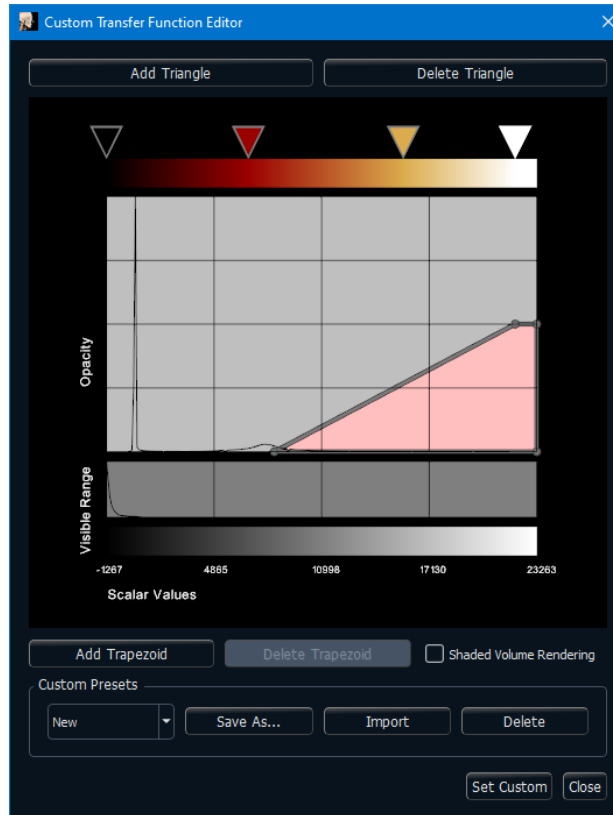 Custom Transfer Function Editor
Add Triangle Delete Triangle
Opacity
Visible Range
-1267 4865 10998 17130 23263
Scalar Values
Add Trapezoid Delete Trapezoid Shaded Volume Rendering
Custom Presets
New Save As... Import Delete
Set Custom Close